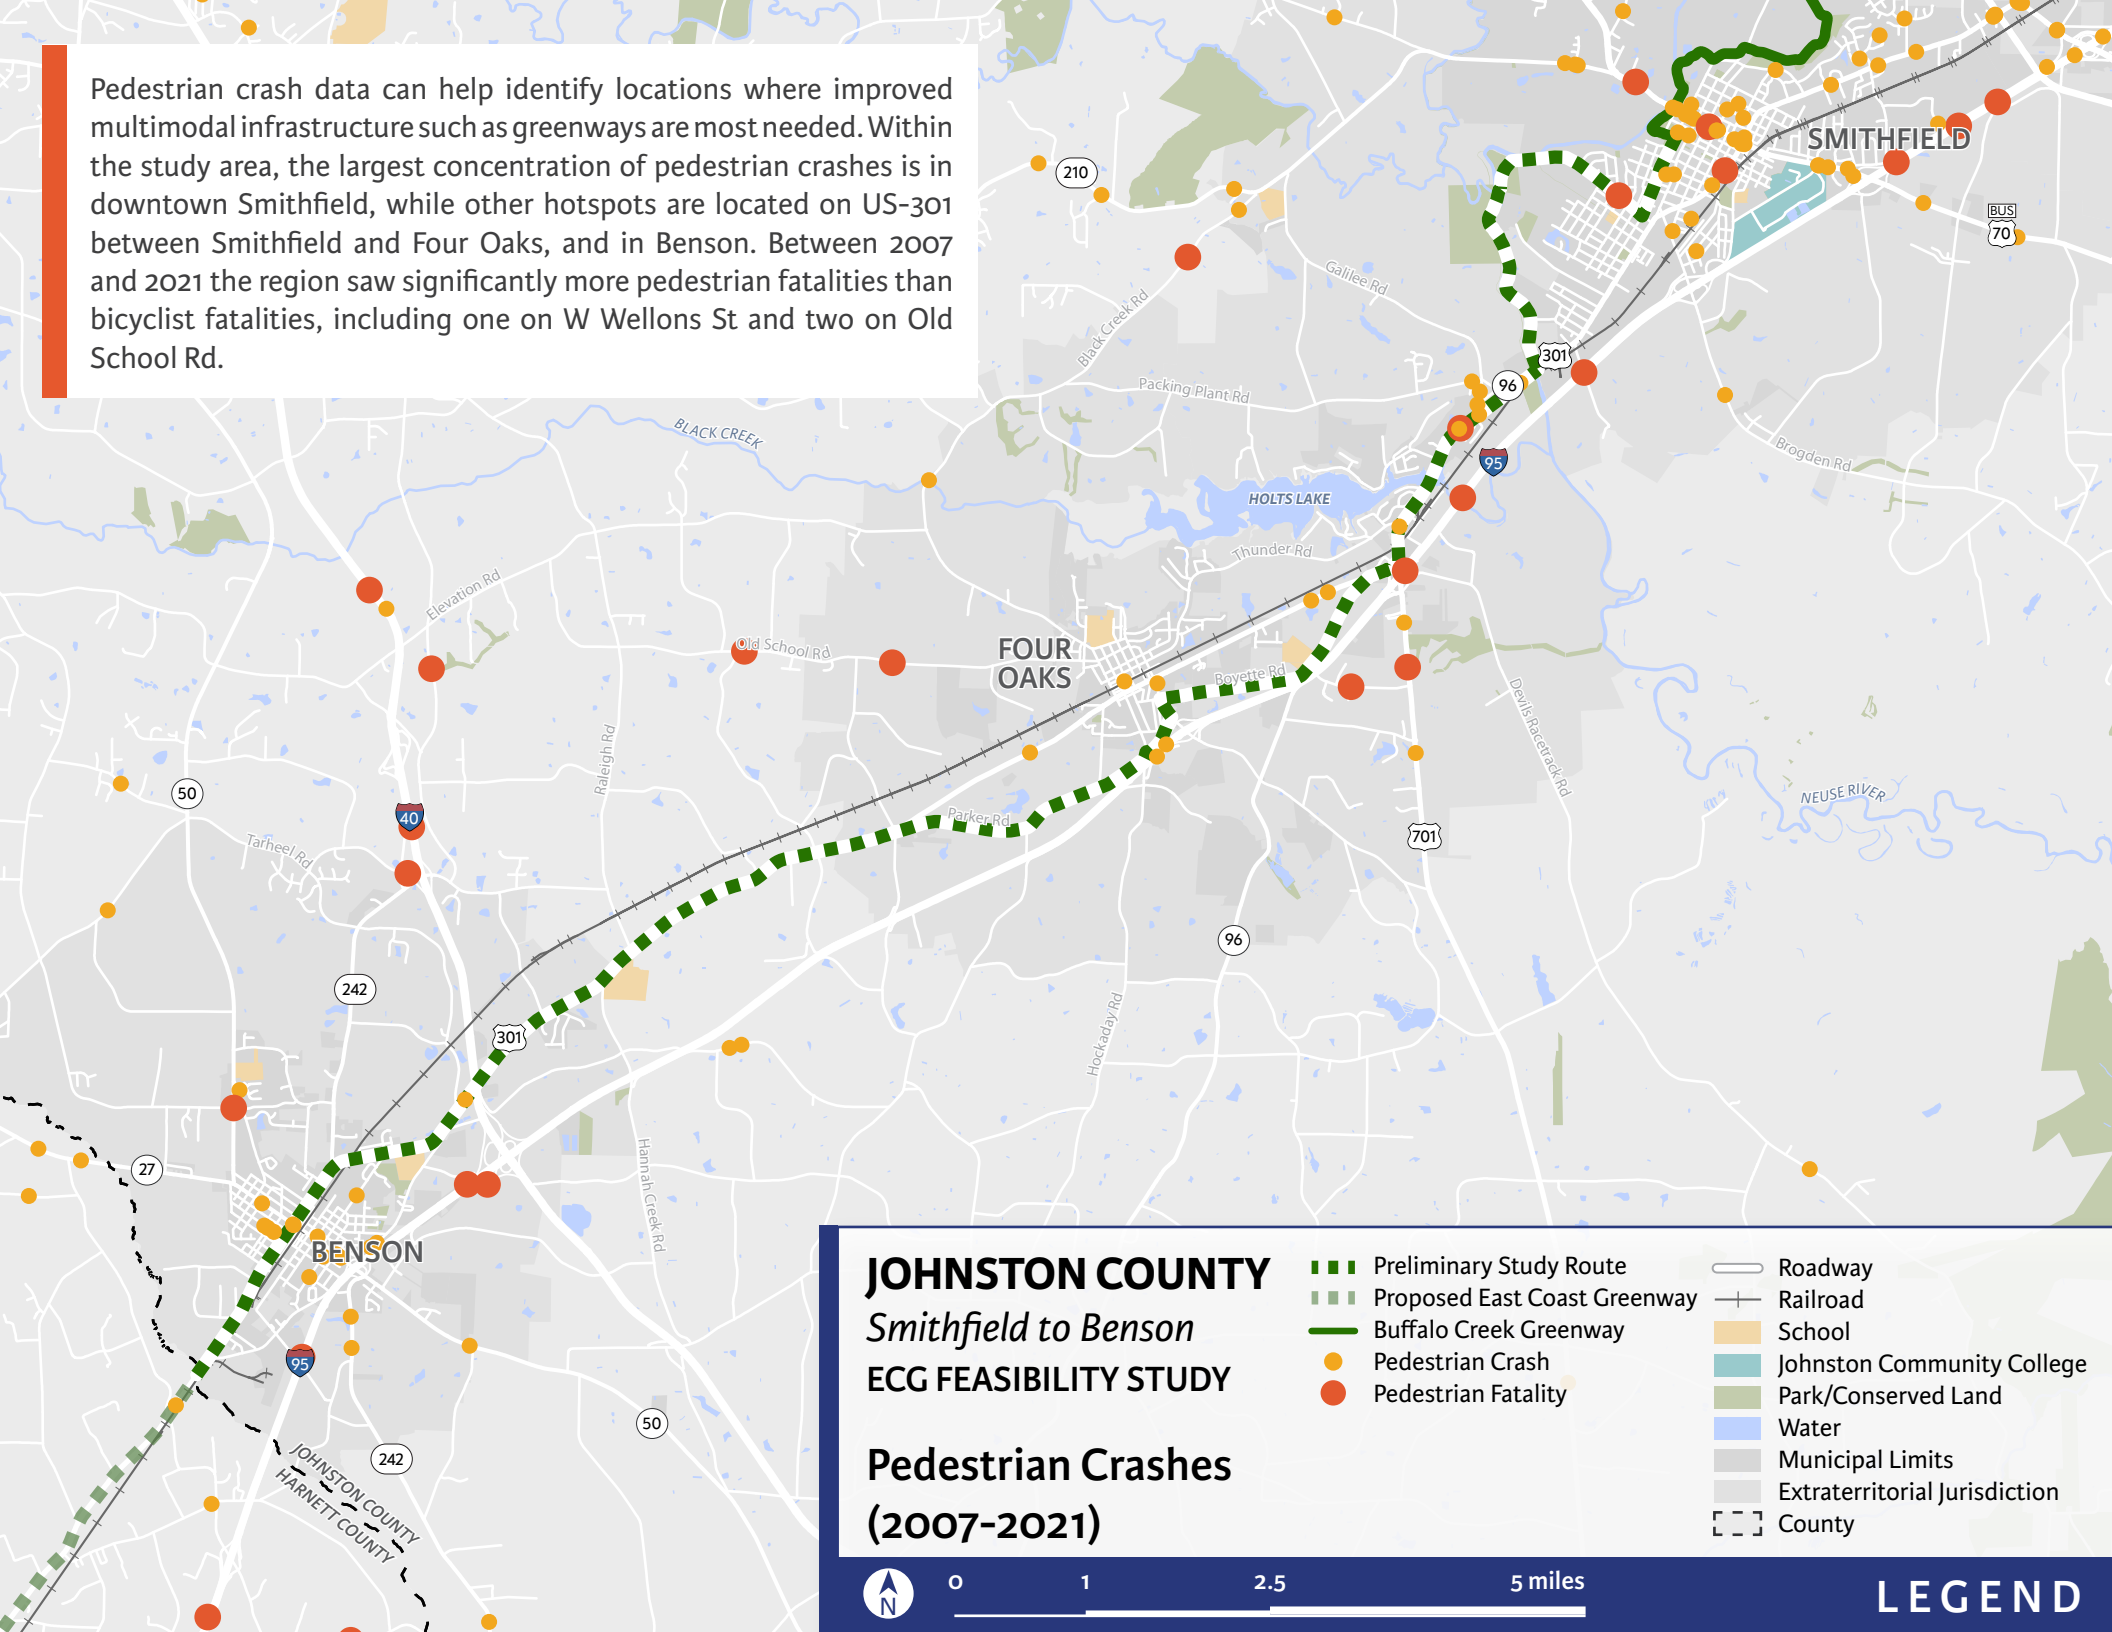 Pedestrian crash data can help identify locations where improved
multimodal infrastructure such as greenways are most needed. Within
the study area, the largest concentration of pedestrian crashes is in
downtown Smithfield, while other hotspots are located on US-301
between Smithfield and Four Oaks, and in Benson. Between 2007
and 2021 the region saw significantly more pedestrian fatalities than
bicyclist fatalities, including one on W Wellons St and two on Old
School Rd.
SMITHFIELD
210
BUS
70
Galilee Rd
Black Creek Rd
301
Packing Plant Rd
96
BLACK CREEK
Brogden Rd
95
HOLTS LAKE
Thunder Rd
Elevation Rd
Old School Rd
FOUR
OAKS
Boyette Rd
Devils Racetrack Rd
Raleigh Rd
50
40
NEUSE RIVER
Parker Rd
701
Tarheel Rd
96
242
301
Hockaday Rd
27
Hannah Creek Rd
BENSON
95
50
242
JOHNSTON COUNTY
HARNETT COUNTY
JOHNSTON COUNTY
Smithfield to Benson
ECG FEASIBILITY STUDY
Pedestrian Crashes
(2007-2021)
Preliminary Study Route
Proposed East Coast Greenway
Buffalo Creek Greenway
Pedestrian Crash
Pedestrian Fatality
Roadway
Railroad
School
Johnston Community College
Park/Conserved Land
Water
Municipal Limits
Extraterritorial Jurisdiction
County
N
0 1 2.5 5 miles
LEGEND